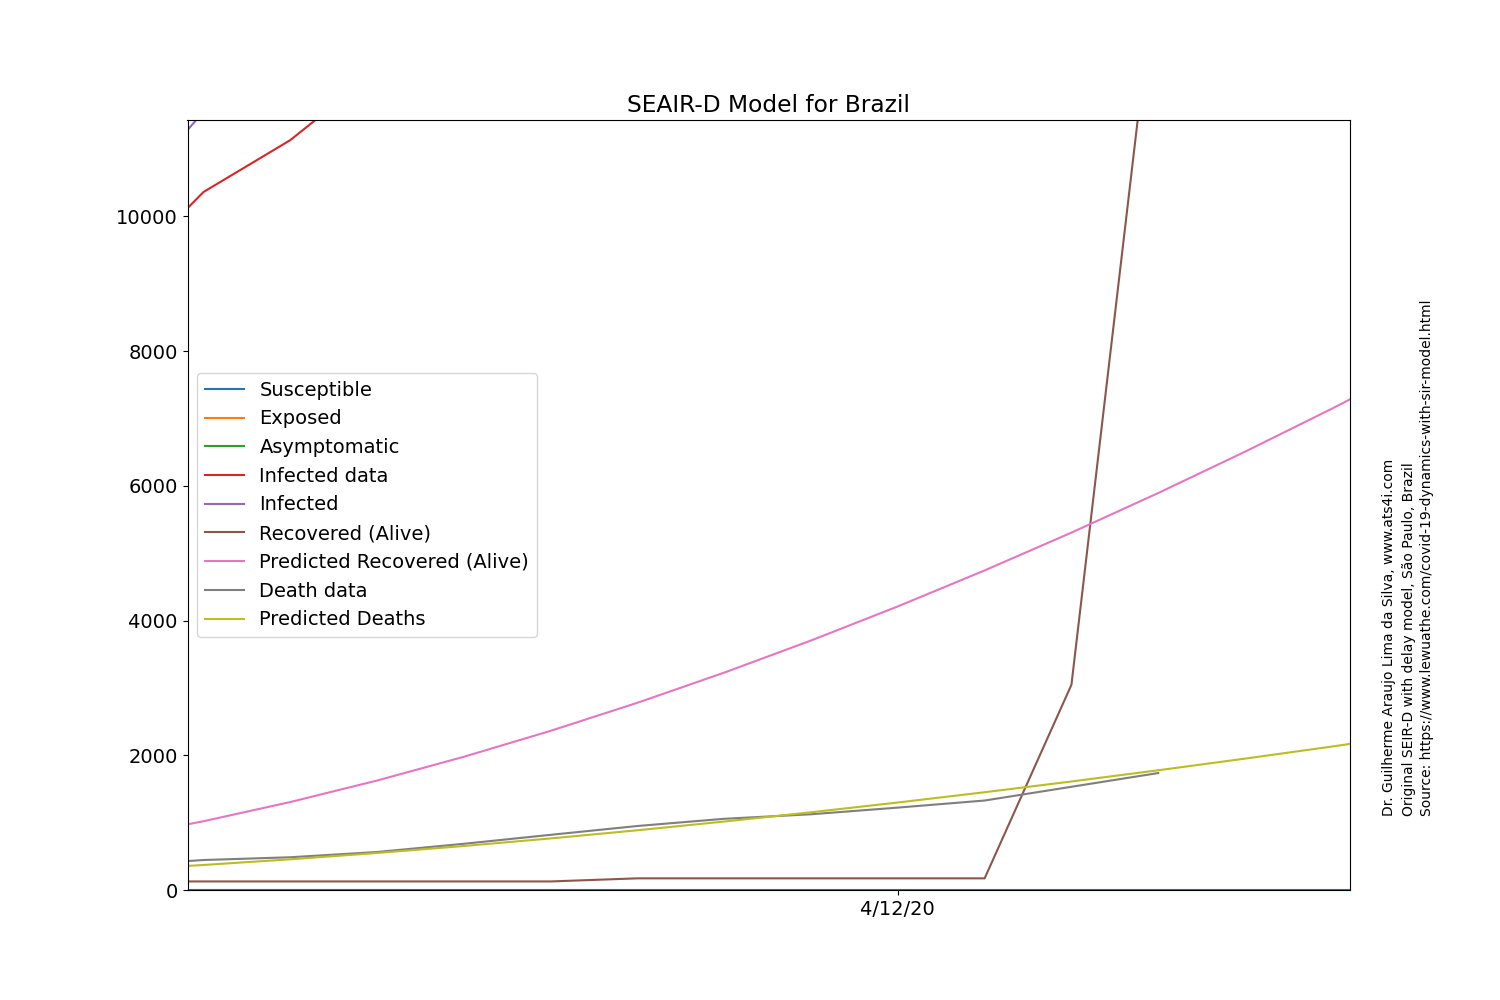 SEAIR-D Model for Brazil
10000
8000
6000
4000
2000
0
Susceptible
Exposed
Asymptomatic
Infected data
Infected
Recovered (Alive)
Predicted Recovered (Alive)
Death data
Predicted Deaths
4/12/20
Dr. Guilherme Araujo Lima da Silva, www.ats4i.com
Original SEIR-D with delay model, São Paulo, Brazil
Source: https://www.lewuathe.com/covid-19-dynamics-with-sir-model.html